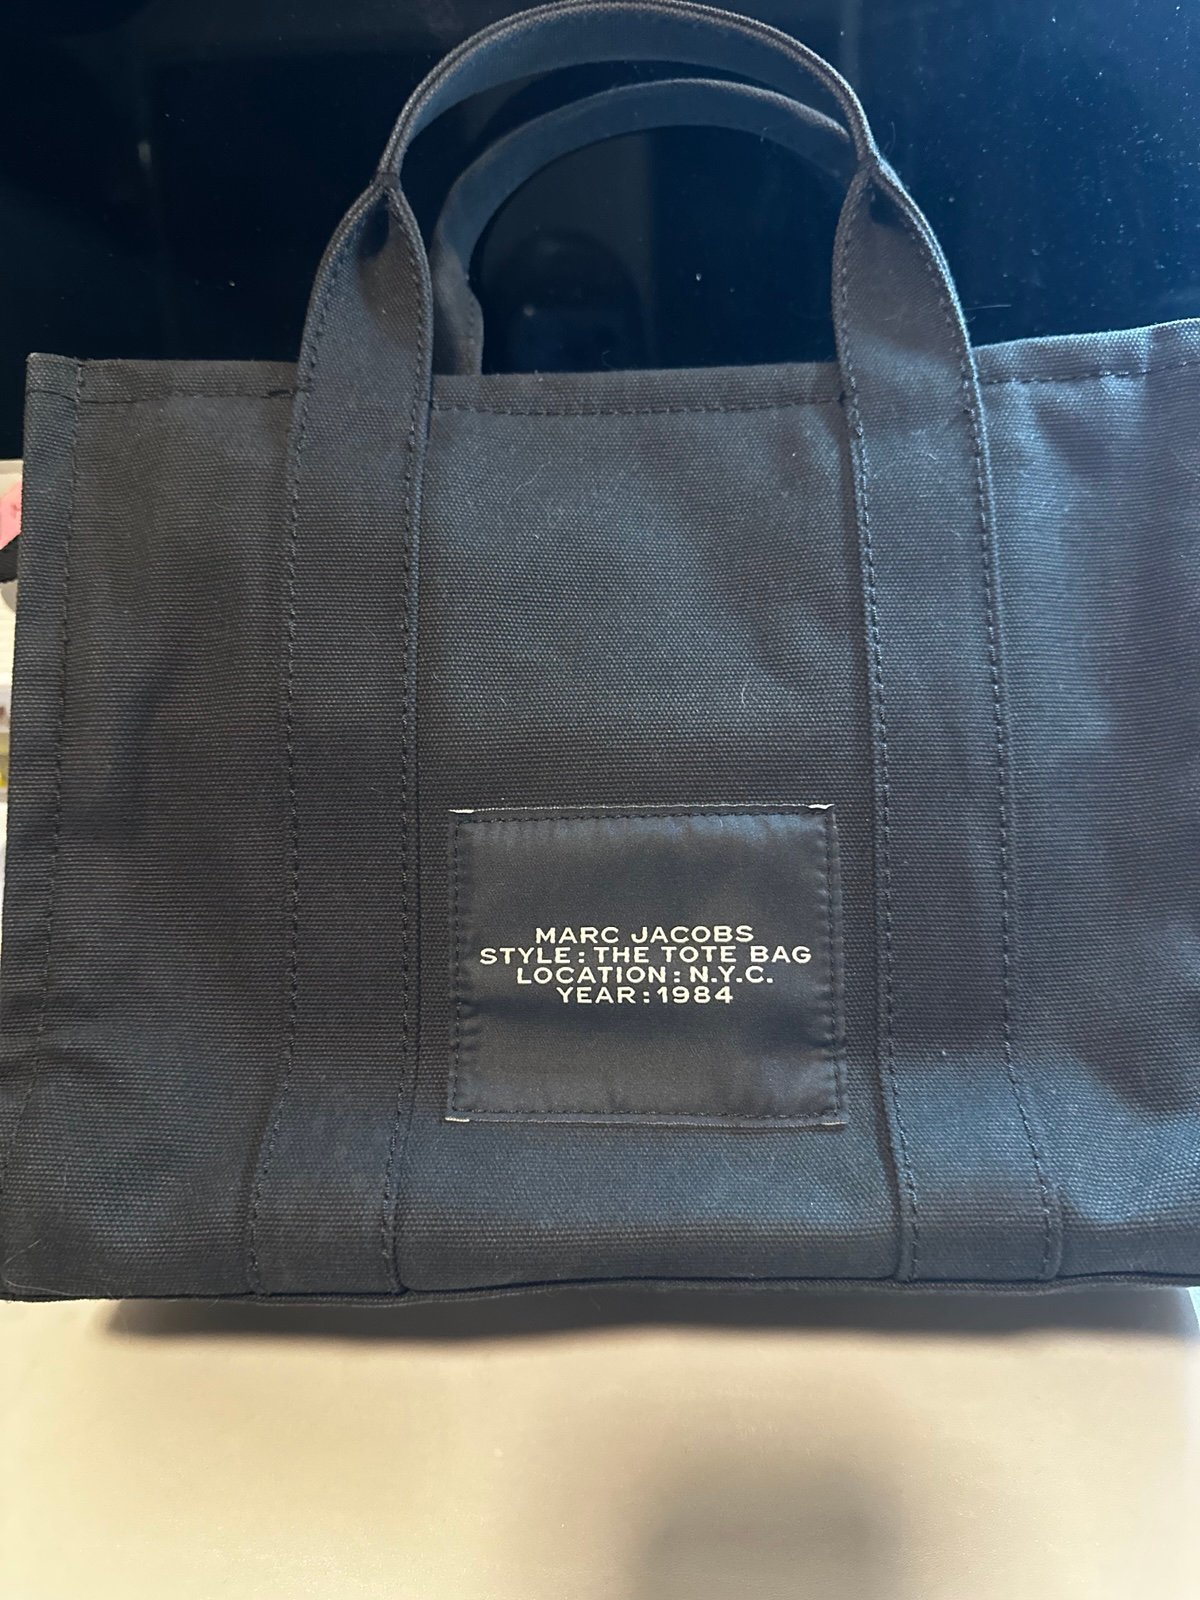 MARC JACOBS
STYLE: THE TOTE BAG
LOCATION: N.Y.C.
YEAR: 1984